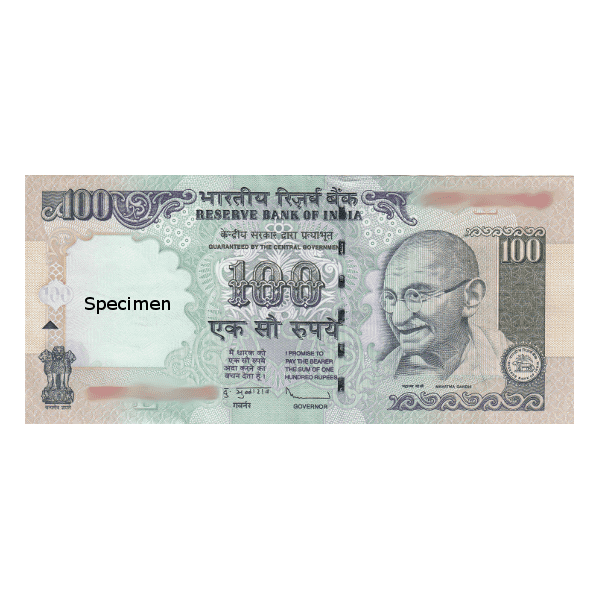 100 भारतीय रिज़र्व बैंक
RESERVE BANK OF INDIA
केन्द्रीय सरकार द्वारा प्रत्याभूत
GUARANTEED BY THE CENTRAL GOVERNMENT
100
100
Specimen
एक सौ रुपये
मैं धारक को
एक सौ रुपये
अदा करने का
वचन देता हूँ।
I PROMISE TO
PAY THE BEARER
THE SUM OF ONE
HUNDRED RUPEES
गवर्नर
GOVERNOR
महात्मा गांधी
MAHATMA GANDHI
सत्यमेव जयते